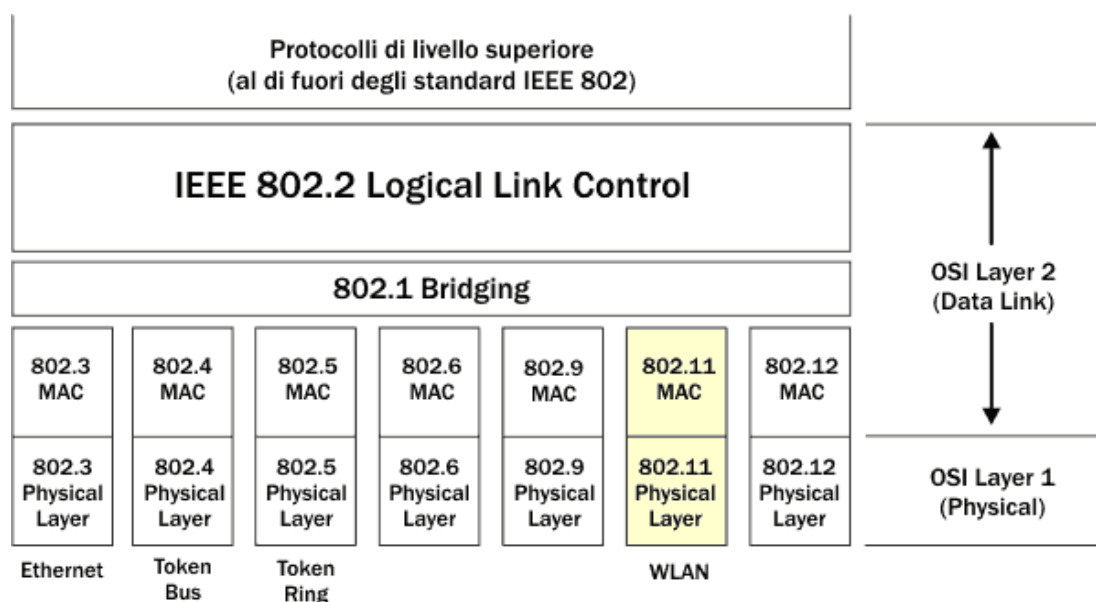 Protocolli di livello superiore
(al di fuori degli standard IEEE 802)
IEEE 802.2 Logical Link Control
OSI Layer 2
(Data Link)
802.1 Bridging
802.3
MAC
802.4
MAC
802.5
MAC
802.6
MAC
802.9
MAC
802.11
MAC
802.12
MAC
802.3
Physical
Layer
802.4
Physical
Layer
802.5
Physical
Layer
802.6
Physical
Layer
802.9
Physical
Layer
802.11
Physical
Layer
802.12
Physical
Layer
OSI Layer 1
(Physical)
Ethernet
Token
Bus
Token
Ring
WLAN